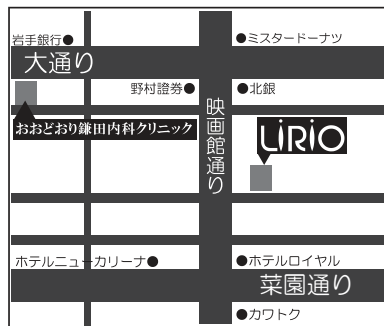 岩手銀行●
●ミスタードーナツ
大通り
野村證券●
●北銀
映画館通り
おおどおり鎌田内科クリニック
LiRiO
ホテルニューカリーナ●
●ホテルロイヤル
菜園通り
●カワトク